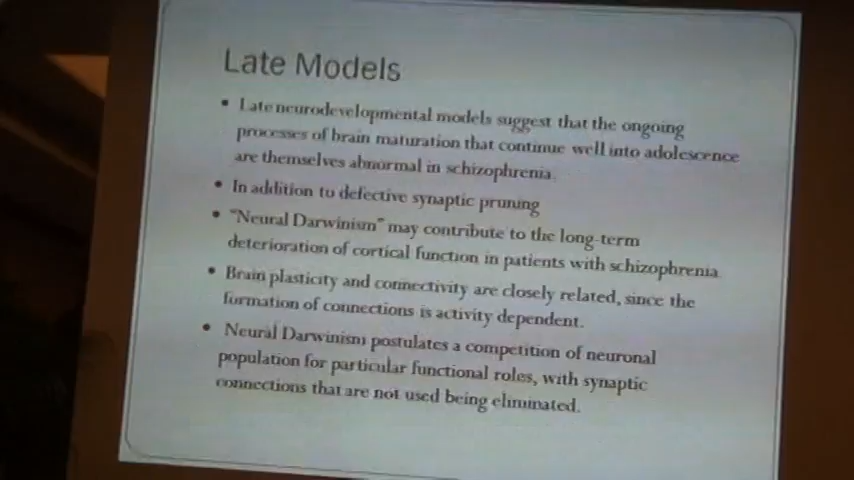 Late Models
• Late neurodevelopmental models suggest that the ongoing
processes of brain maturation that continue well into adolescence
are themselves abnormal in schizophrenia.
• In addition to defective synaptic pruning
• "Neural Darwinism" may contribute to the long-term
deterioration of cortical function in patients with schizophrenia
• Brain plasticity and connectivity are closely related, since the
formation of connections is activity dependent.
• Neural Darwinism postulates a competition of neuronal
population for particular functional roles, with synaptic
connections that are not used being eliminated.